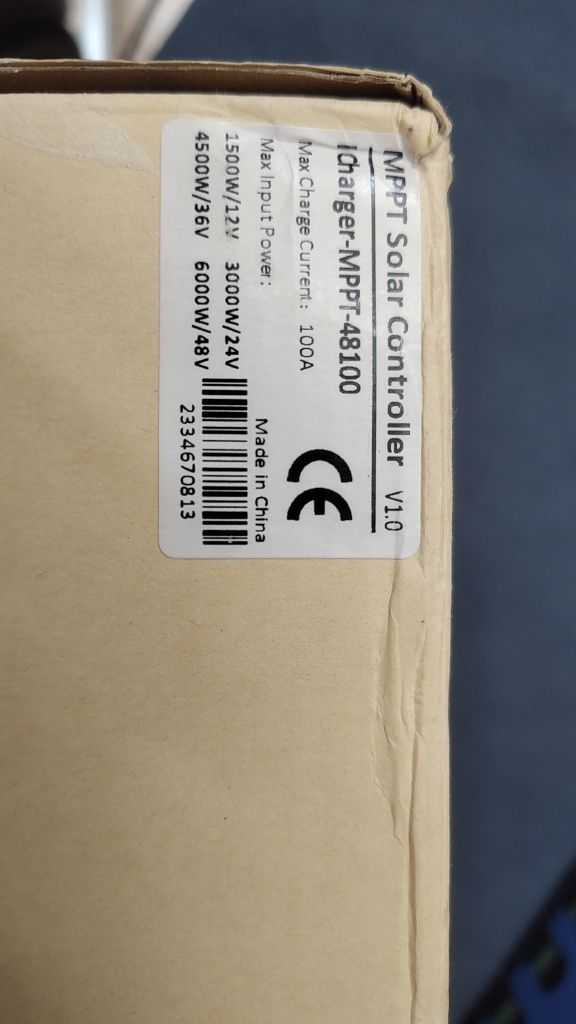 MPPT Solar Controller V1.0
iCharger-MPPT-48100
Max Charge Current: 100A
CE
Max Input Power:
1500W/12V 3000W/24V
4500W/36V 6000W/48V
Made in China
2334670813